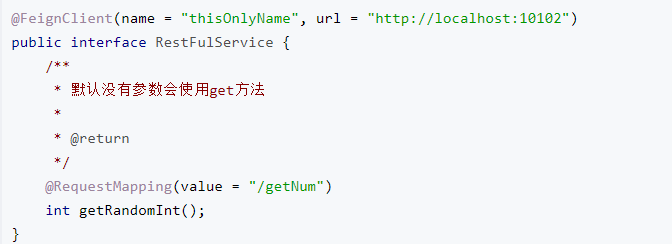 @FeignClient(name = "thisOnlyName", url = "http://localhost:10102")
public interface RestFulService {
    /**
     * 默认没有参数会使用get方法
     *
     * @return
     */
    @RequestMapping(value = "/getNum")
    int getRandomInt();
}